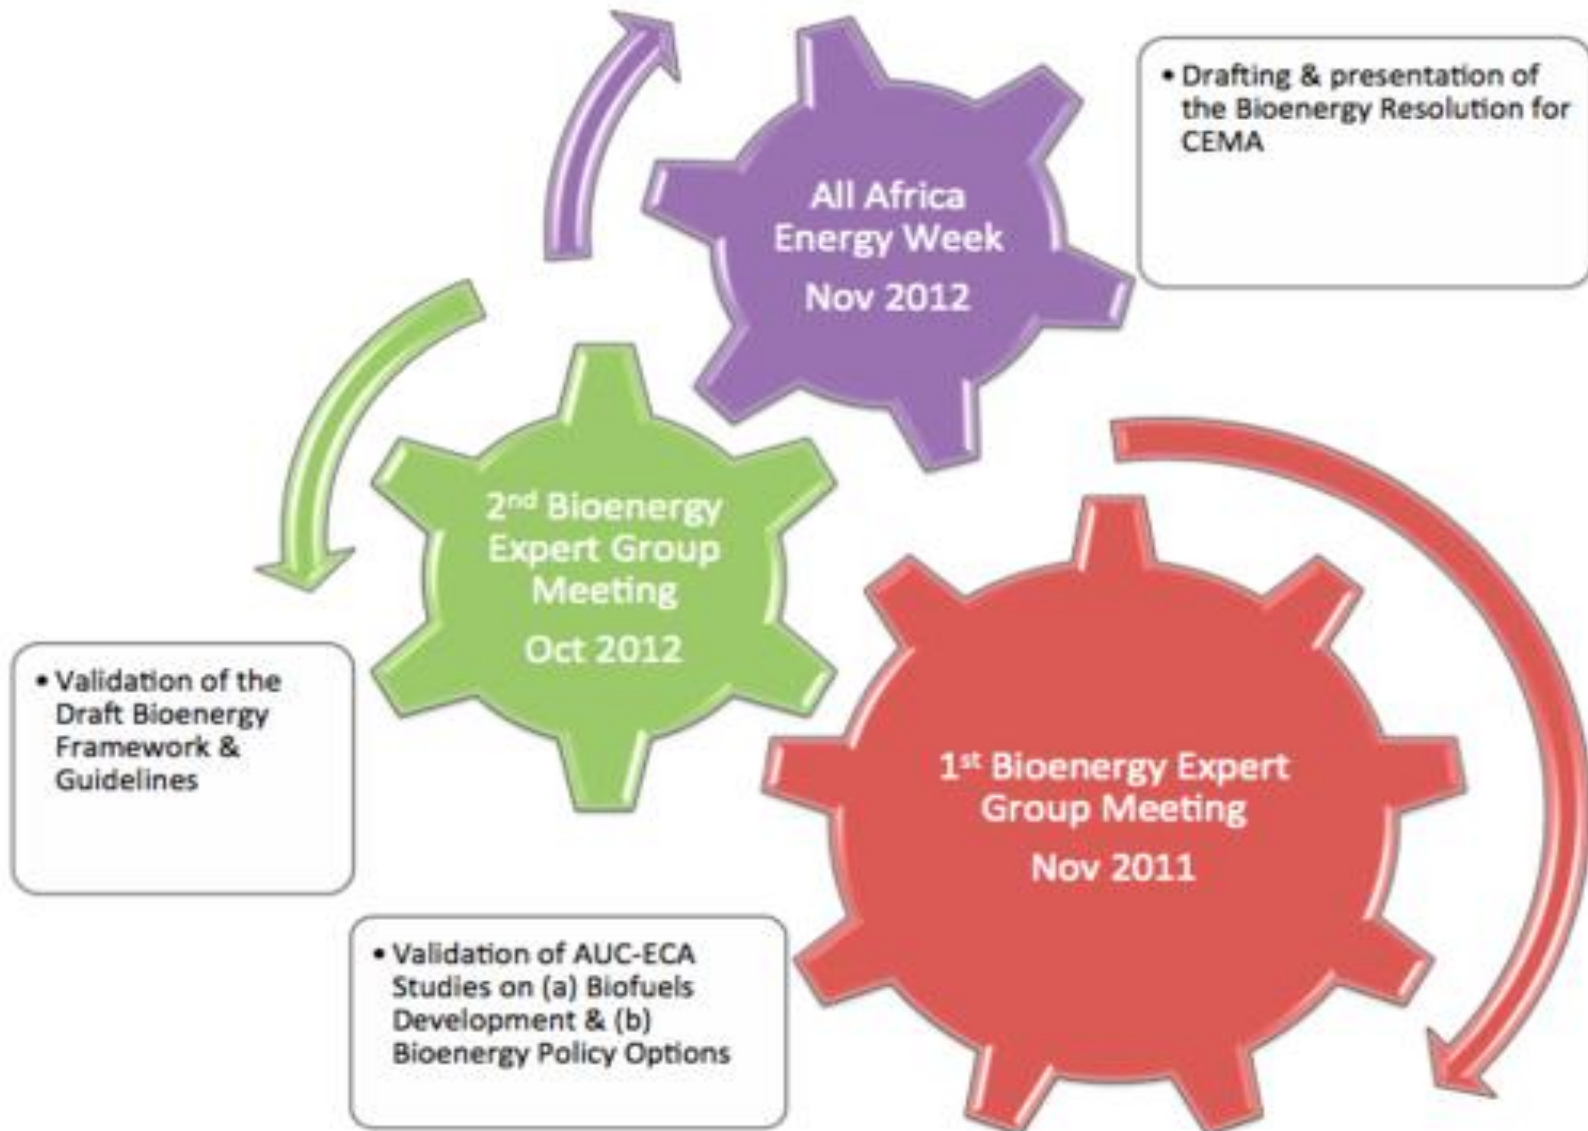 • Drafting & presentation of
the Bioenergy Resolution for
CEMA
All Africa
Energy Week
Nov 2012
2nd Bioenergy
Expert Group
Meeting
Oct 2012
• Validation of the
Draft Bioenergy
Framework &
Guidelines
1st Bioenergy Expert
Group Meeting
Nov 2011
• Validation of AUC-ECA
Studies on (a) Biofuels
Development & (b)
Bioenergy Policy Options